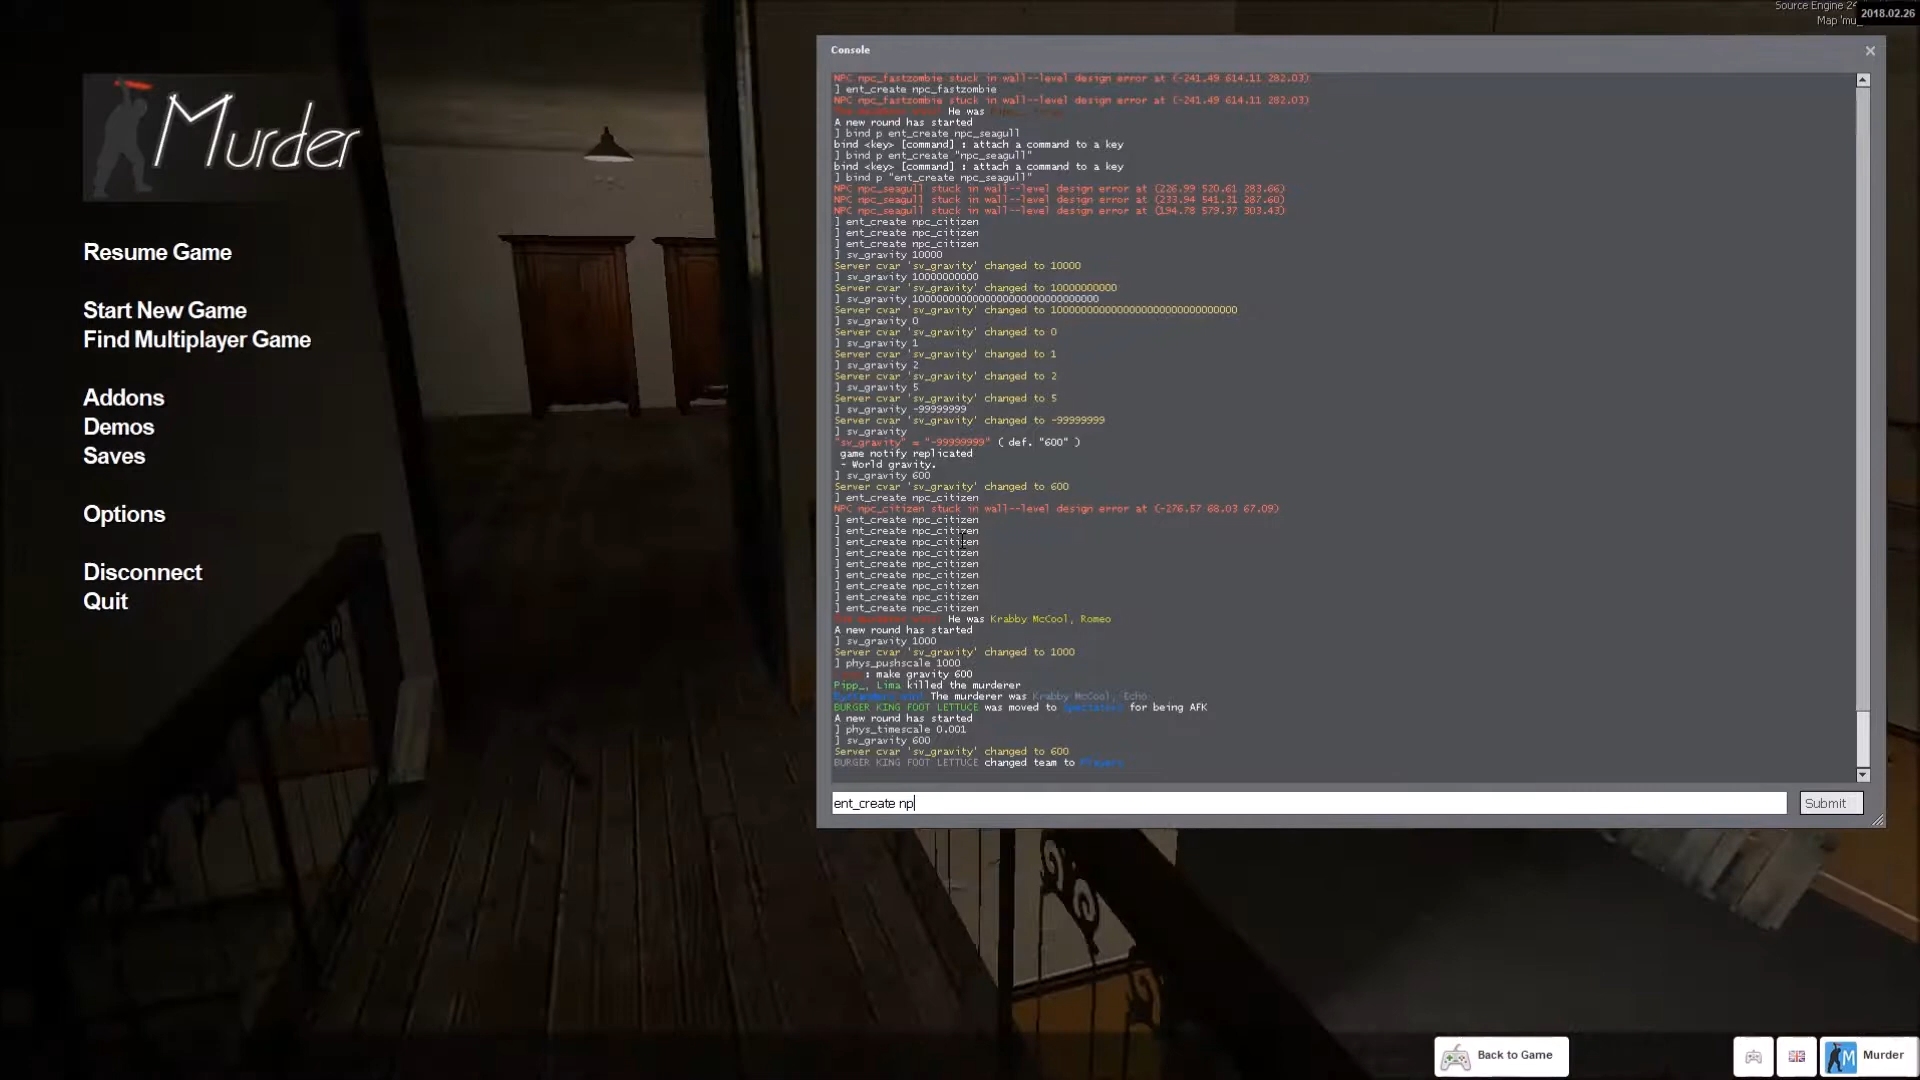 Source Engine 24
2018.02.26
Map 'mu_
Murder
Resume Game
Start New Game
Find Multiplayer Game
Addons
Demos
Saves
Options
Disconnect
Quit
Console
NPC npc_fastzombie stuck in wall--level design error at (-241.49 614.11 282.03)
] ent_create npc_fastzombie
NPC npc_fastzombie stuck in wall--level design error at (-241.49 614.11 282.03)
He was
A new round has started
] bind p ent_create npc_seagull
bind <key> [command] : attach a command to a key
] bind p ent_create "npc_seagull"
bind <key> [command] : attach a command to a key
] bind p "ent_create npc_seagull"
NPC npc_seagull stuck in wall--level design error at (226.99 520.61 283.66)
NPC npc_seagull stuck in wall--level design error at (233.94 541.31 287.60)
NPC npc_seagull stuck in wall--level design error at (194.78 579.37 303.43)
] ent_create npc_citizen
] ent_create npc_citizen
] ent_create npc_citizen
] sv_gravity 10000
Server cvar 'sv_gravity' changed to 10000
] sv_gravity 10000000000
Server cvar 'sv_gravity' changed to 10000000000
] sv_gravity 1000000000000000000000000000000
Server cvar 'sv_gravity' changed to 1000000000000000000000000000000
] sv_gravity 0
Server cvar 'sv_gravity' changed to 0
] sv_gravity 1
Server cvar 'sv_gravity' changed to 1
] sv_gravity 2
Server cvar 'sv_gravity' changed to 2
] sv_gravity 5
Server cvar 'sv_gravity' changed to 5
] sv_gravity -99999999
Server cvar 'sv_gravity' changed to -99999999
] sv_gravity
"sv_gravity" = "-99999999" ( def. "600" )
game notify replicated
- World gravity.
] sv_gravity 600
Server cvar 'sv_gravity' changed to 600
] ent_create npc_citizen
NPC npc_citizen stuck in wall--level design error at (-276.57 68.03 67.09)
] ent_create npc_citizen
] ent_create npc_citizen
] ent_create npc_citizen
] ent_create npc_citizen
] ent_create npc_citizen
] ent_create npc_citizen
] ent_create npc_citizen
] ent_create npc_citizen
] ent_create npc_citizen
He was Krabby McCool, Romeo
A new round has started
] sv_gravity 1000
Server cvar 'sv_gravity' changed to 1000
] phys_pushscale 1000
: make gravity 600
Pipp_, Lima killed the murderer
The murderer was Krabby McCool, Echo
BURGER KING FOOT LETTUCE was moved to Spectators for being AFK
A new round has started
] phys_timescale 0.001
] sv_gravity 600
Server cvar 'sv_gravity' changed to 600
BURGER KING FOOT LETTUCE changed team to Players
ent_create np
Submit
Back to Game
Murder